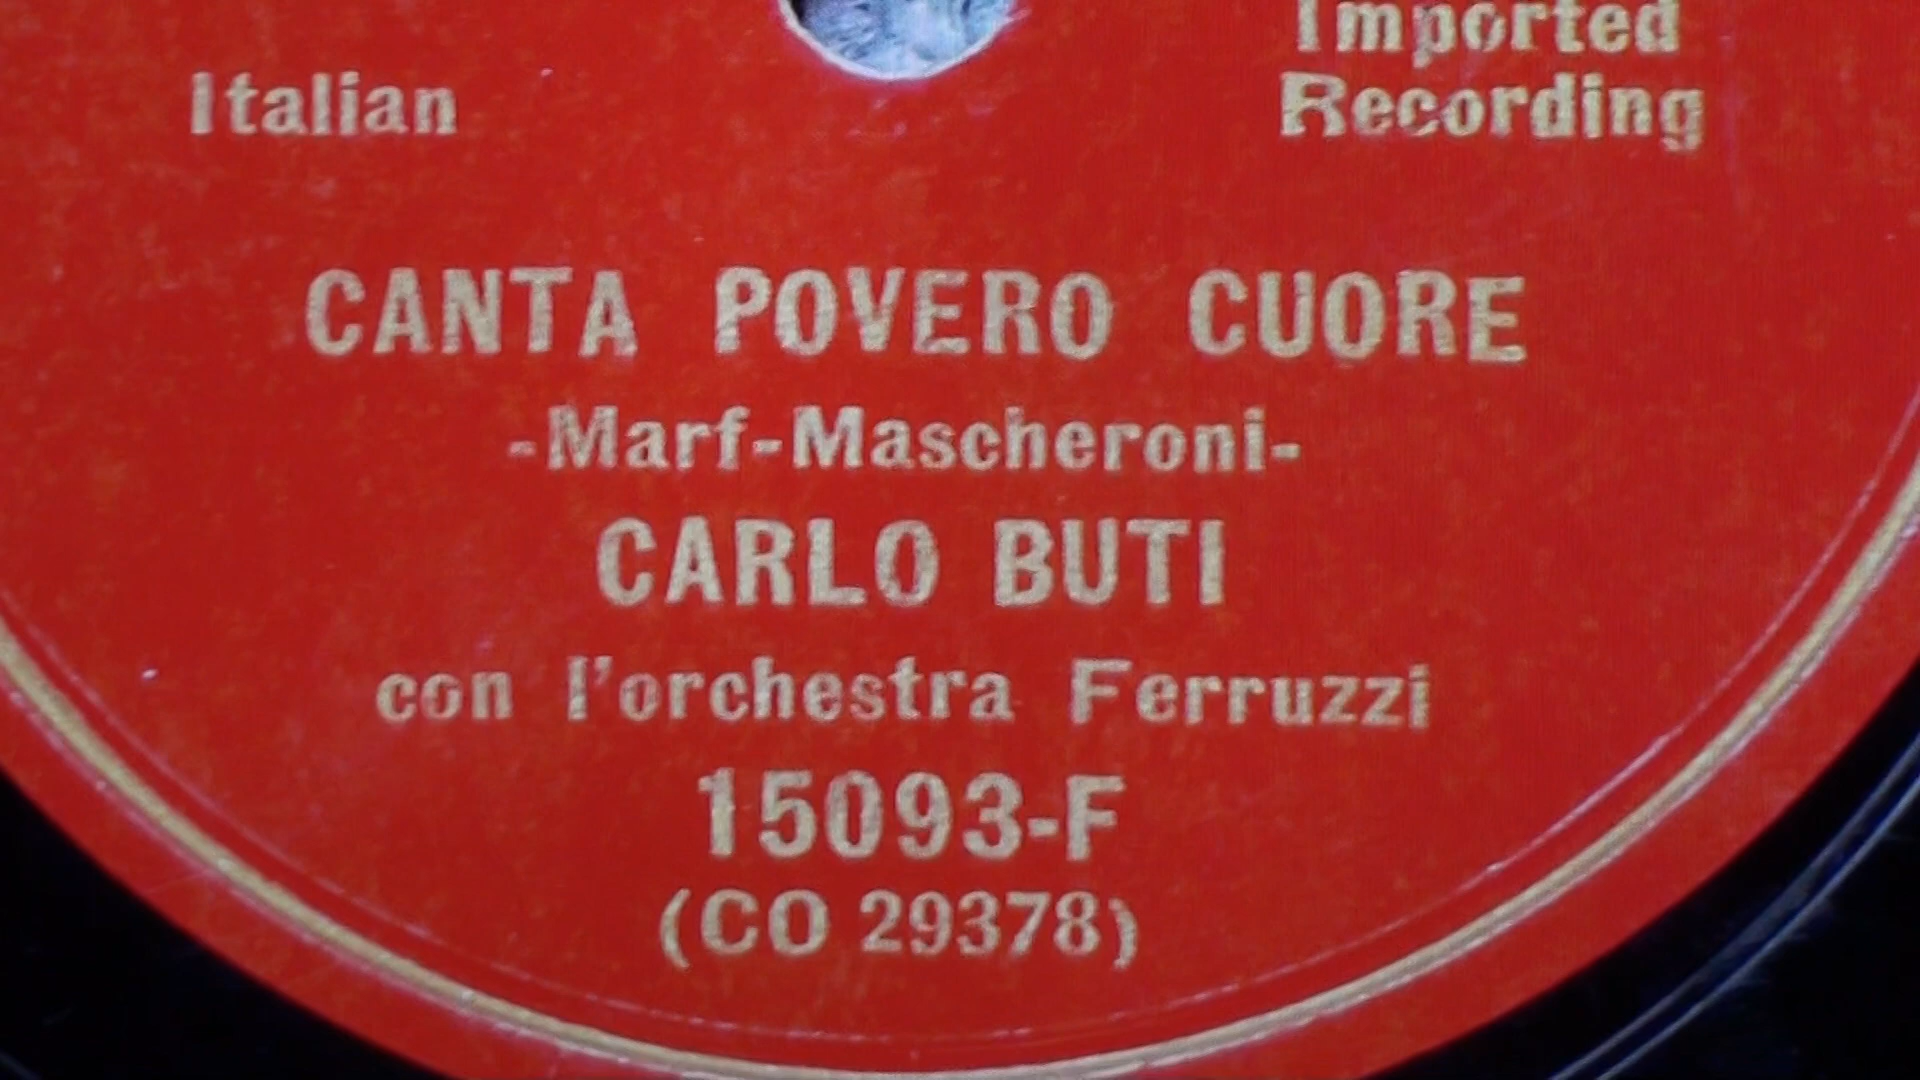 Italian
Imported
Recording
CANTA POVERO CUORE
-Marf-Mascheroni-
CARLO BUTI
con l'orchestra Ferruzzi
15093-F
(CO 29378)